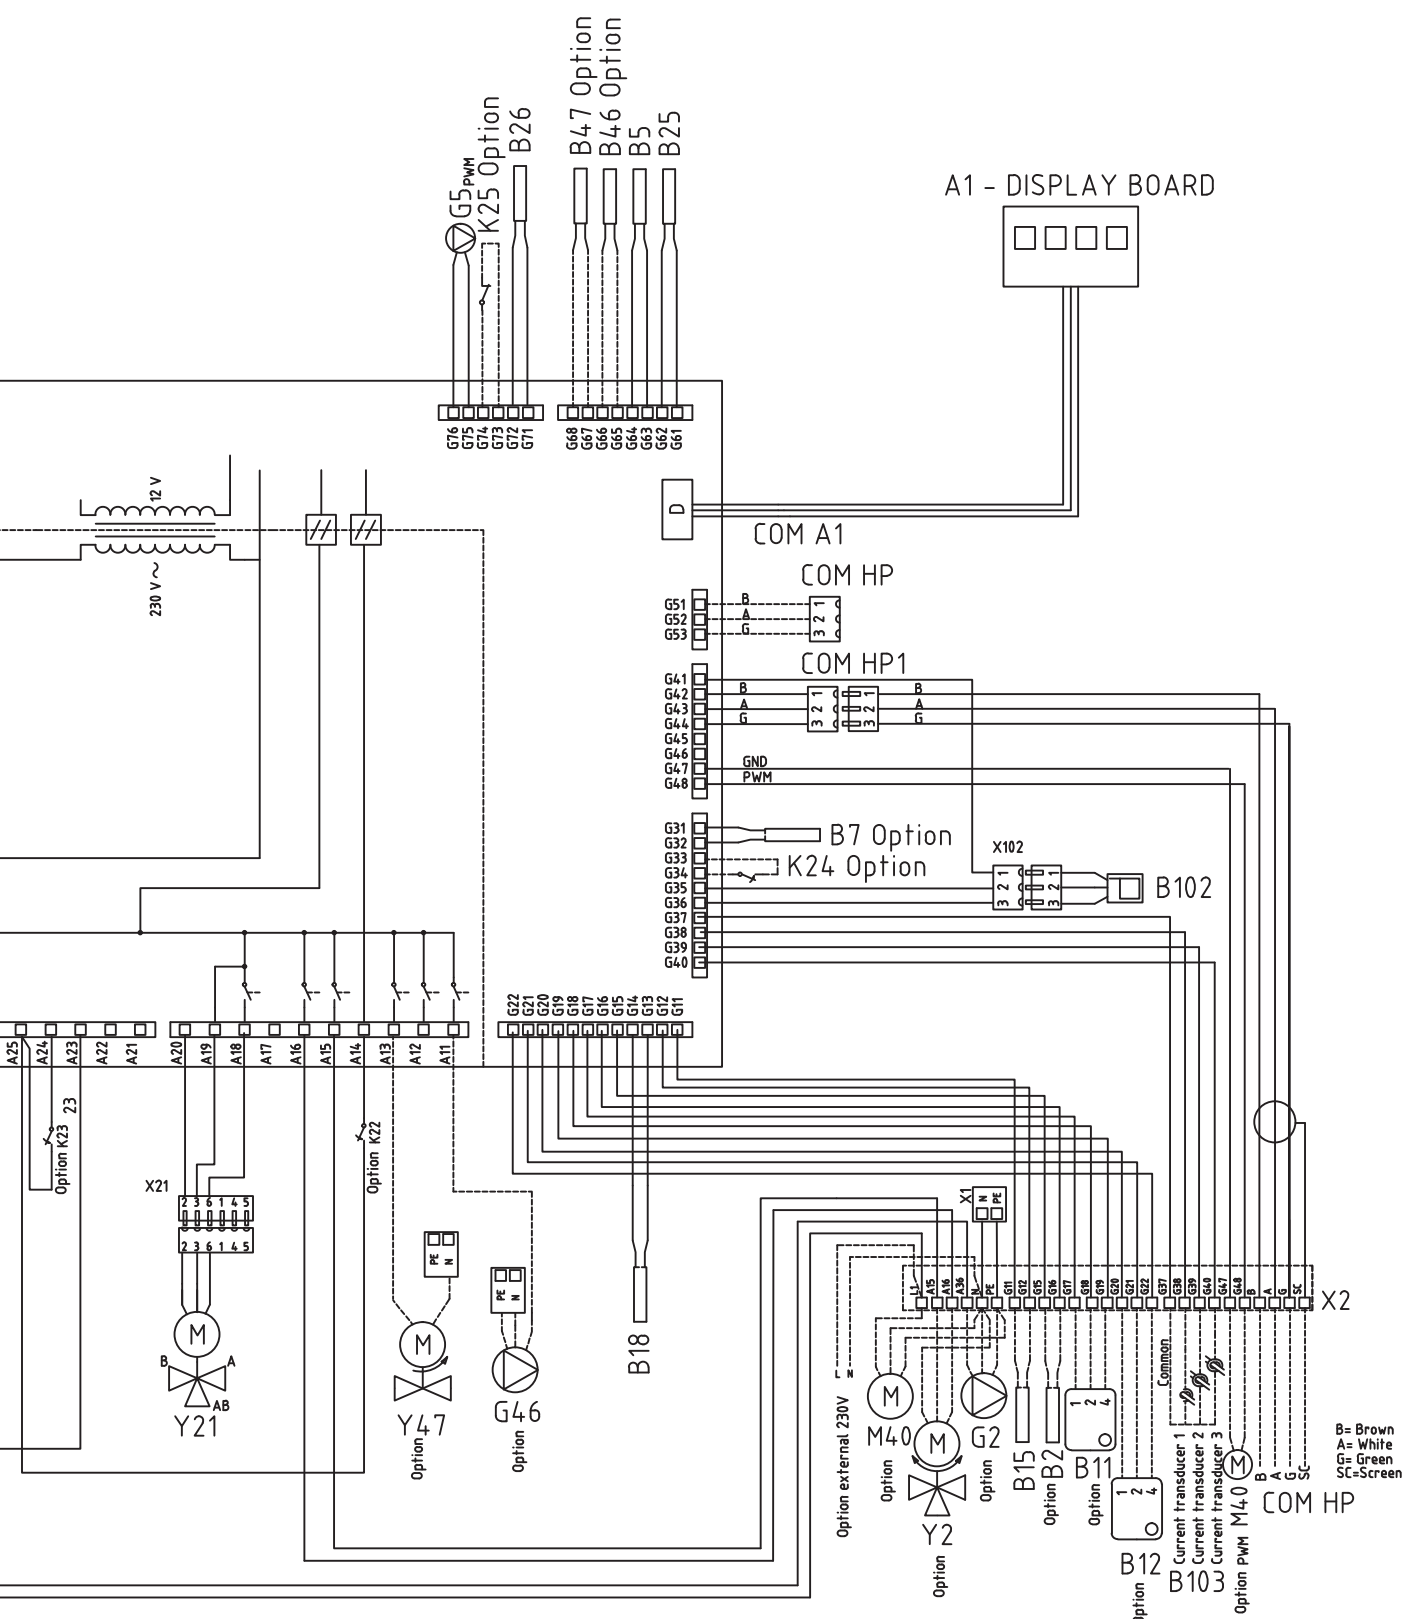 B47 Option
B46 Option
B5
B25
G5 PWM
K25 Option
B26
A1 - DISPLAY BOARD
G76
G75
G74
G73
G72
G71
G68
G67
G66
G65
G64
G63
G62
G61
12 V
230 V ~
D
COM A1
COM HP
G51
G52
G53
B
A
G
1
2
3
COM HP1
G41
G42
G43
G44
G45
G46
G47
G48
B
A
G
1
2
3
1
2
3
B
A
G
GND
PWM
G31
G32
G33
G34
G35
G36
G37
G38
G39
G40
B7 Option
K24 Option
X102
1
2
3
1
2
3
B102
G22
G21
G20
G19
G18
G17
G16
G15
G14
G13
G12
G11
A25
A24
A23
A22
A21
A20
A19
A18
A17
A16
A15
A14
A13
A12
A11
23
Option K23
Option K22
X21
2 3 6 1 4 5
2 3 6 1 4 5
M
B
A
AB
Y21
PE
N
M
Y47
Option
PE
N
G46
Option
B18
X1
N
PE
L1
A15
A16
A36
N
PE
G11
G12
G15
G16
G17
G18
G19
G20
G21
G22
G37
G38
G39
G40
G47
G48
B
A
G
SC
X2
L N
Option external 230V
M
M40
Option
M
Y2
Option
G2
Option
B15
B2
Option
1
2
4
B11
Option
1
2
4
B12
Option
Common
Current transducer 1
Current transducer 2
Current transducer 3
B103
M
M40
Option PWM
B
A
G
SC
COM HP
B= Brown
A= White
G= Green
SC=Screen